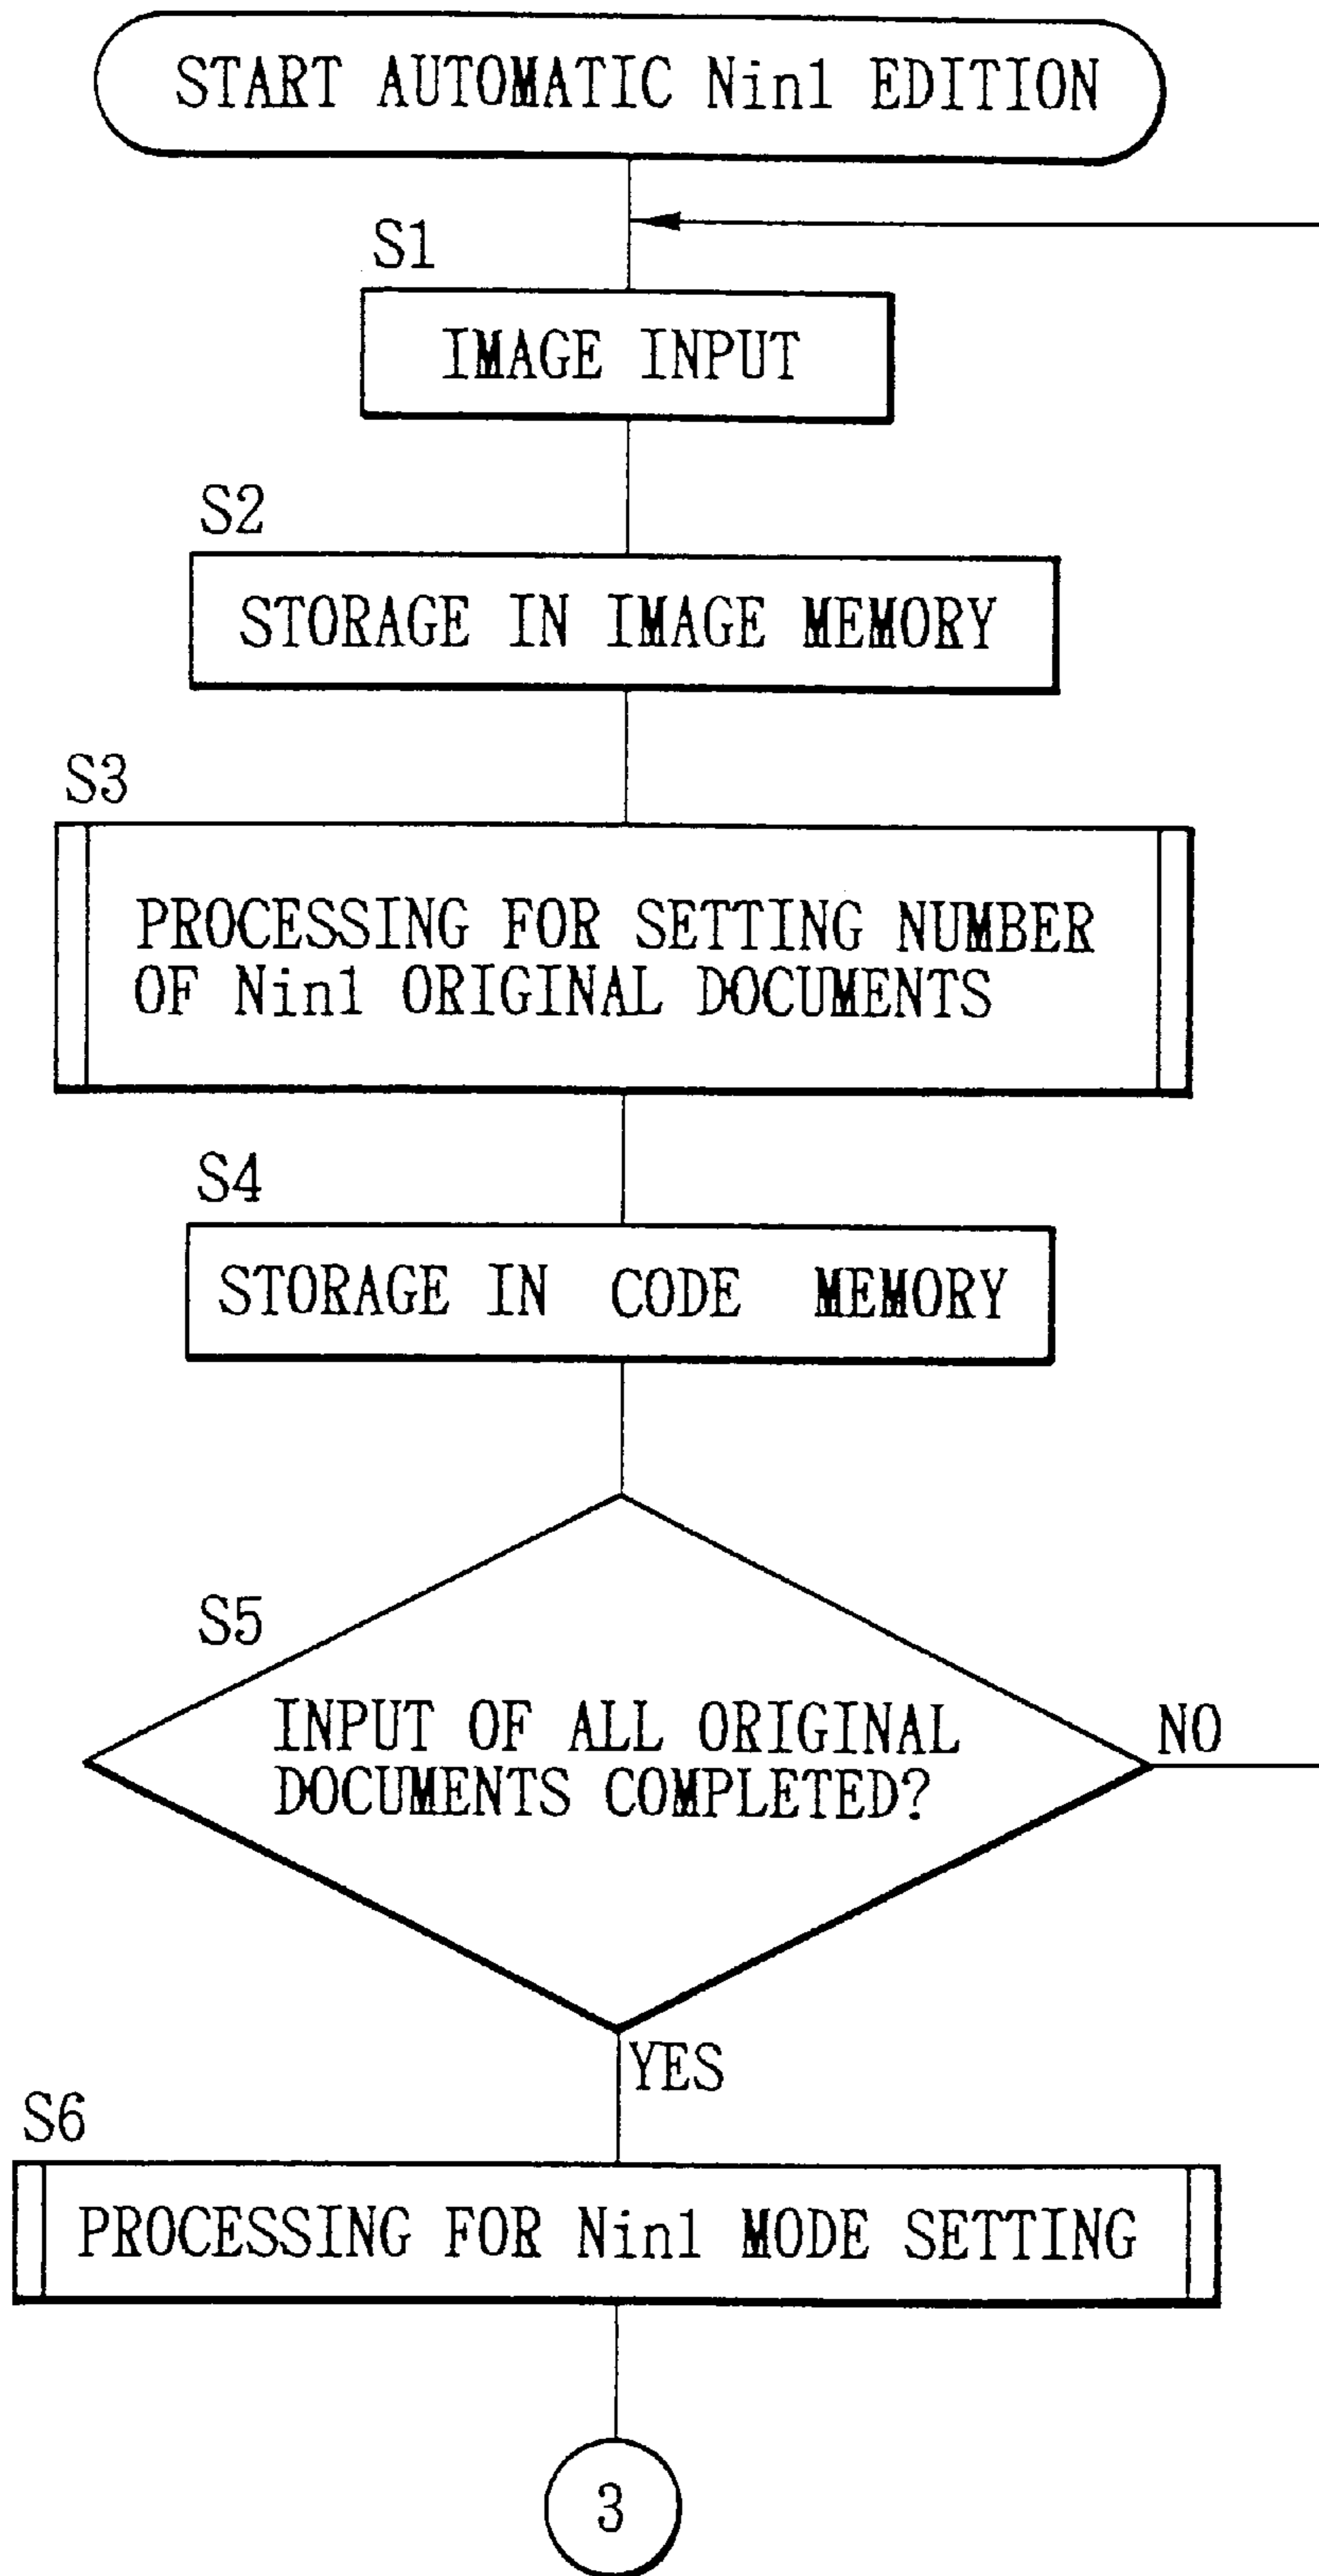 START AUTOMATIC Nin1 EDITION
S1
IMAGE INPUT
S2
STORAGE IN IMAGE MEMORY
S3
PROCESSING FOR SETTING NUMBER
OF Nin1 ORIGINAL DOCUMENTS
S4
STORAGE IN CODE MEMORY
S5
INPUT OF ALL ORIGINAL
DOCUMENTS COMPLETED?
NO
YES
S6
PROCESSING FOR Nin1 MODE SETTING
3